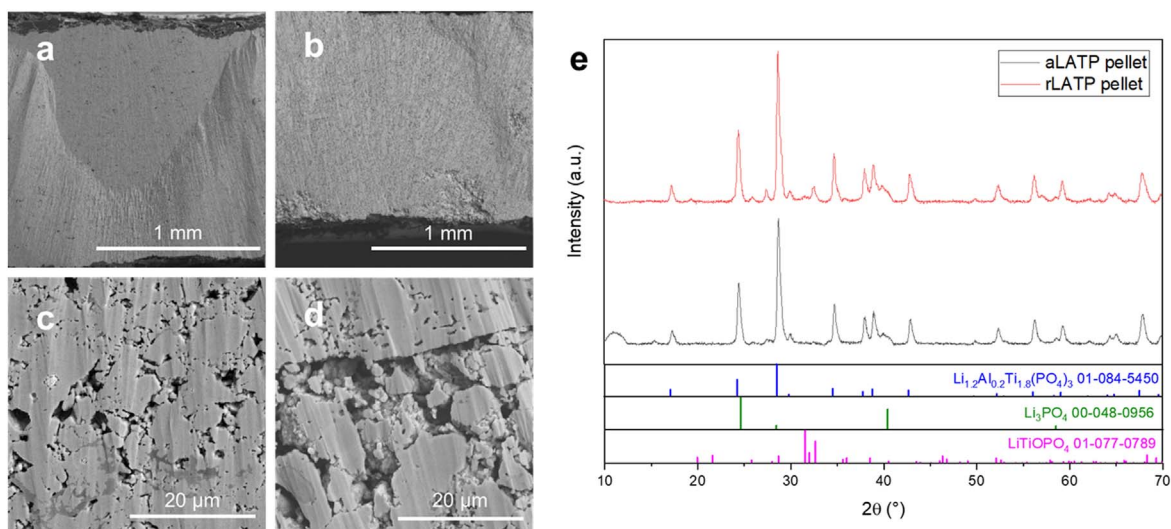 a
b
1 mm
1 mm
c
d
20 µm
20 µm
e
aLATP pellet
rLATP pellet
Intensity (a.u.)
Li₁.₂Al₀.₂Ti₁.₈(PO₄)₃ 01-084-5450
Li₃PO₄ 00-048-0956
LiTiOPO₄ 01-077-0789
10 20 30 40 50 60 70
2θ (°)